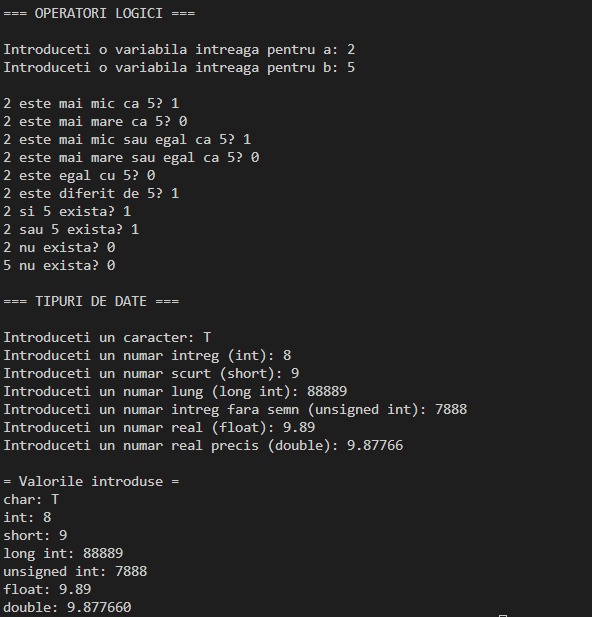 === OPERATORI LOGICI ===
Introduceti o variabila intreaga pentru a: 2
Introduceti o variabila intreaga pentru b: 5
2 este mai mic ca 5? 1
2 este mai mare ca 5? 0
2 este mai mic sau egal ca 5? 1
2 este mai mare sau egal ca 5? 0
2 este egal cu 5? 0
2 este diferit de 5? 1
2 si 5 exista? 1
2 sau 5 exista? 1
2 nu exista? 0
5 nu exista? 0
=== TIPURI DE DATE ===
Introduceti un caracter: T
Introduceti un numar intreg (int): 8
Introduceti un numar scurt (short): 9
Introduceti un numar lung (long int): 88889
Introduceti un numar intreg fara semn (unsigned int): 7888
Introduceti un numar real (float): 9.89
Introduceti un numar real precis (double): 9.87766
= Valorile introduse =
char: T
int: 8
short: 9
long int: 88889
unsigned int: 7888
float: 9.89
double: 9.877660